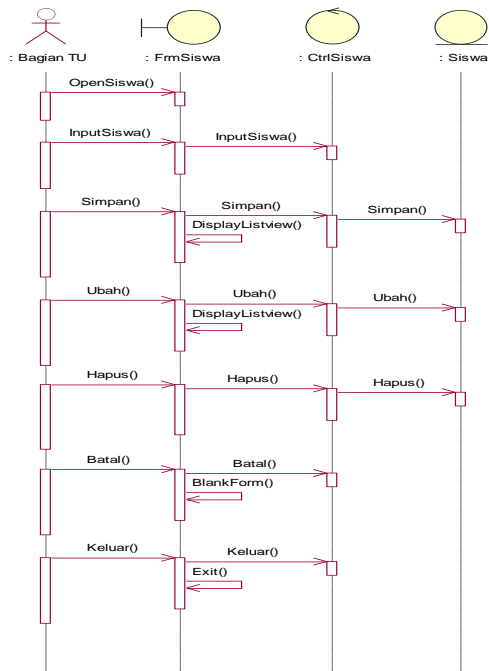 : Bagian TU : FrmSiswa : CtrlSiswa : Siswa
OpenSiswa()
InputSiswa() InputSiswa()
Simpan() Simpan() Simpan()
DisplayListview()
Ubah() Ubah() Ubah()
DisplayListview()
Hapus() Hapus() Hapus()
Batal() Batal()
BlankForm()
Keluar() Keluar()
Exit()